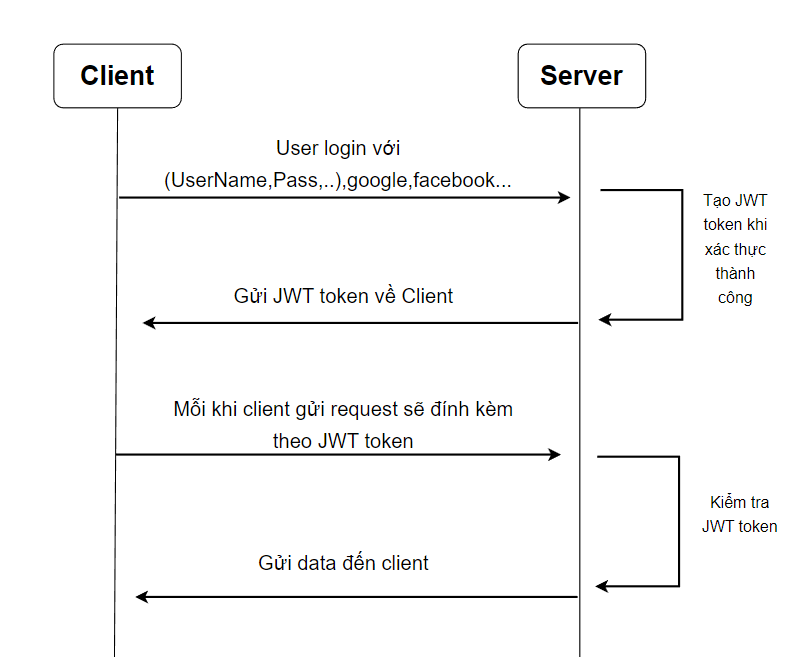 Client
Server
User login với
(UserName,Pass,..),google,facebook...
Tạo JWT
token khi
xác thực
thành
công
Gửi JWT token về Client
Mỗi khi client gửi request sẽ đính kèm
theo JWT token
Kiểm tra
JWT token
Gửi data đến client